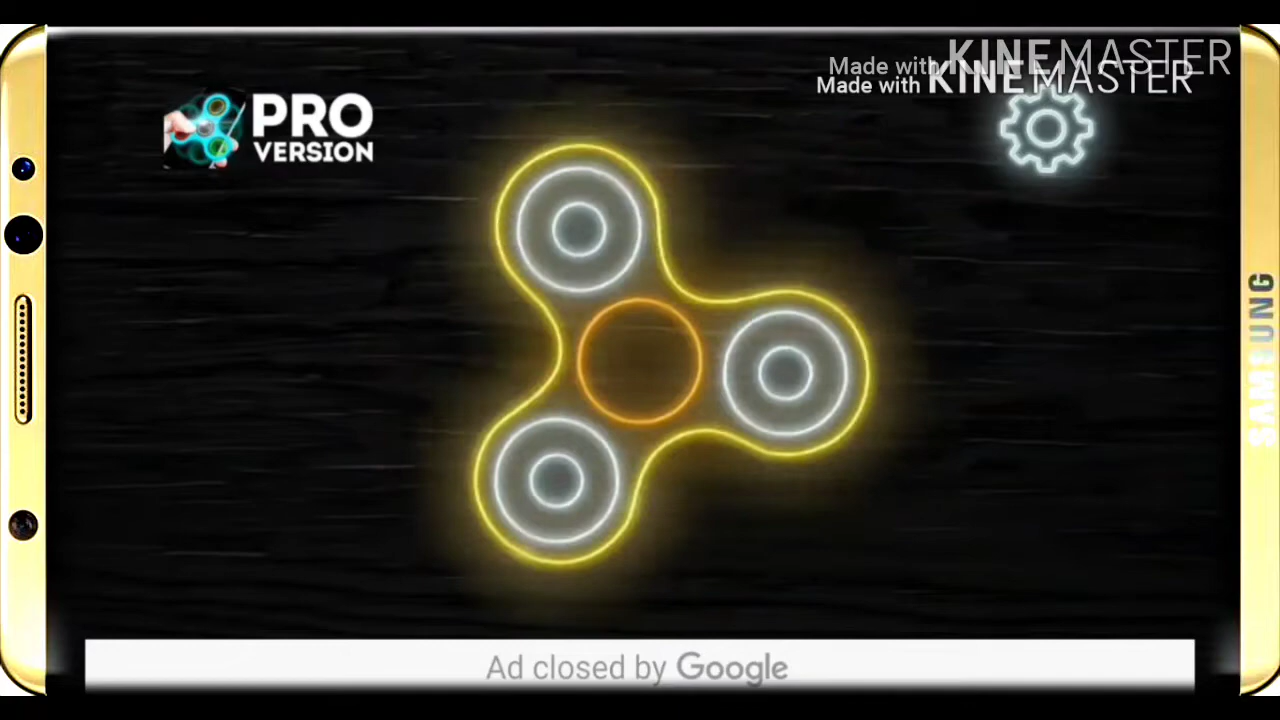 Made with KINEMASTER
Made with KINEMASTER
PRO
VERSION
SAMSUNG
Ad closed by Google